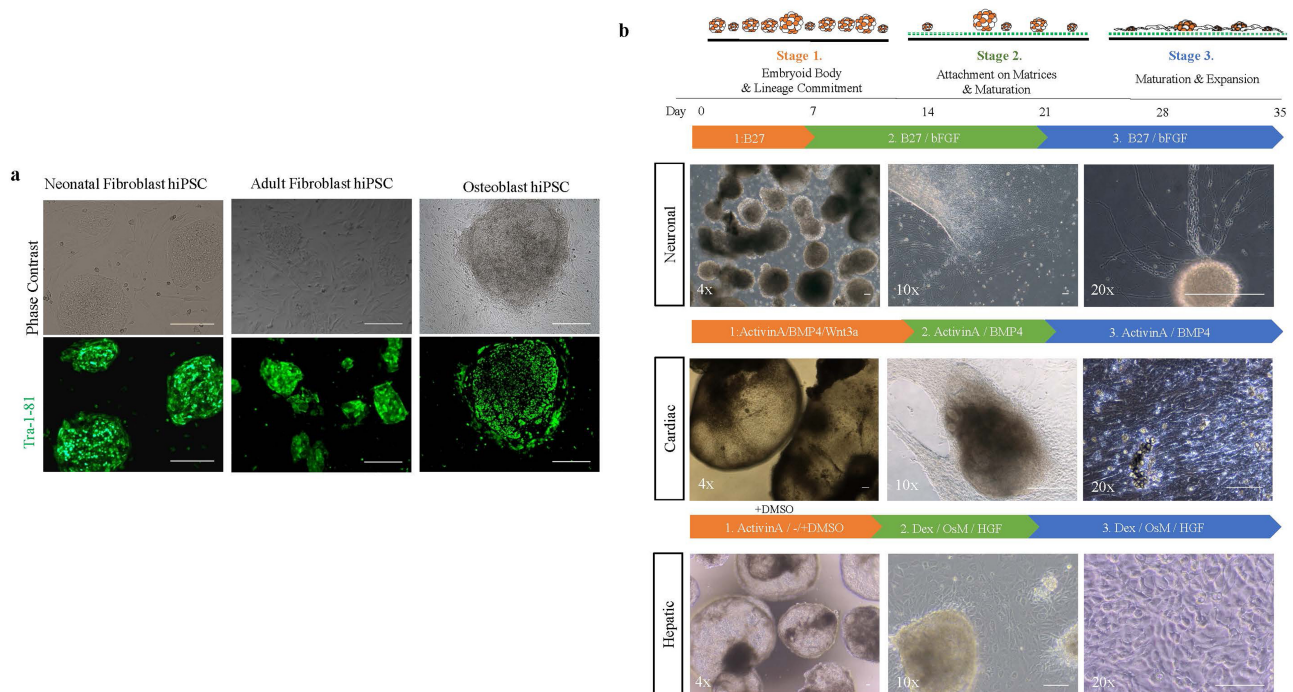 a
Neonatal Fibroblast hiPSC
Adult Fibroblast hiPSC
Osteoblast hiPSC
Phase Contrast
Tra-1-81
b
Stage 1.
Embryoid Body
& Lineage Commitment
Stage 2.
Attachment on Matrices
& Maturation
Stage 3.
Maturation & Expansion
Day 0 7 14 21 28 35
1.B27
2. B27 / bFGF
3. B27 / bFGF
Neuronal
4x
10x
20x
1.ActivinA/BMP4/Wnt3a
2. ActivinA / BMP4
3. ActivinA / BMP4
Cardiac
4x
10x
20x
+DMSO
1. ActivinA / -/+DMSO
2. Dex / OsM / HGF
3. Dex / OsM / HGF
Hepatic
4x
10x
20x